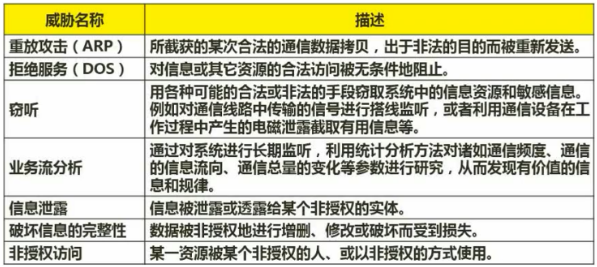 威胁名称 描述
重放攻击（ARP） 所截获的某次合法的通信数据拷贝，出于非法的目的而被重新发送。
拒绝服务（DOS） 对信息或其它资源的合法访问被无条件地阻止。
窃听 用各种可能的合法或非法的手段窃取系统中的信息资源和敏感信息。
例如对通信线路中传输的信号进行搭线监听，或者利用通信设备在工
作过程中产生的电磁泄露截取有用信息等。
业务流分析 通过对系统进行长期监听，利用统计分析方法对诸如通信频度、通信
的信息流向、通信总量的变化等参数进行研究，从而发现有价值的信
息和规律。
信息泄露 信息被泄露或透露给某个非授权的实体。
破坏信息的完整性 数据被非授权地进行增删、修改或破坏而受到损失。
非授权访问 某一资源被某个非授权的人、或以非授权的方式使用。